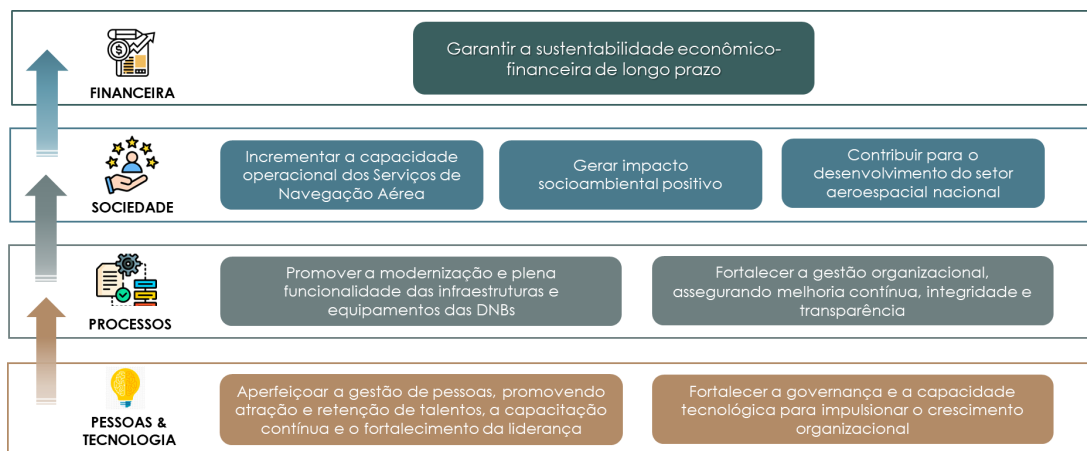 Garantir a sustentabilidade econômico-
financeira de longo prazo
FINANCEIRA
Incrementar a capacidade
operacional dos Serviços de
Navegação Aérea
Gerar impacto
socioambiental positivo
Contribuir para o
desenvolvimento do setor
aeroespacial nacional
SOCIEDADE
Promover a modernização e plena
funcionalidade das infraestruturas e
equipamentos das DNBs
Fortalecer a gestão organizacional,
assegurando melhoria contínua, integridade e
transparência
PROCESSOS
Aperfeiçoar a gestão de pessoas, promovendo
atração e retenção de talentos, a capacitação
contínua e o fortalecimento da liderança
Fortalecer a governança e a capacidade
tecnológica para impulsionar o crescimento
organizacional
PESSOAS &
TECNOLOGIA